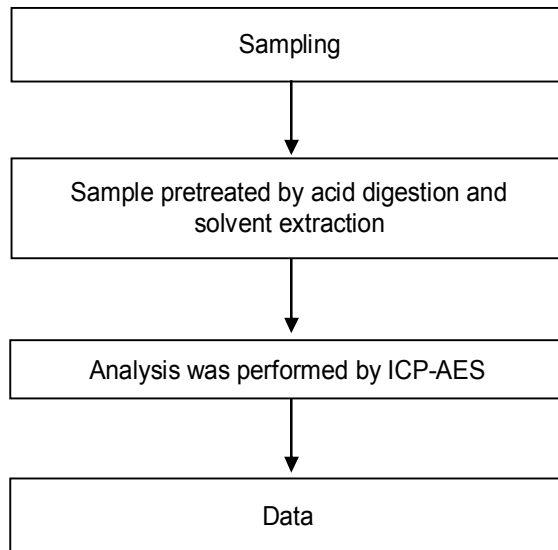 Sampling
Sample pretreated by acid digestion and
solvent extraction
Analysis was performed by ICP-AES
Data